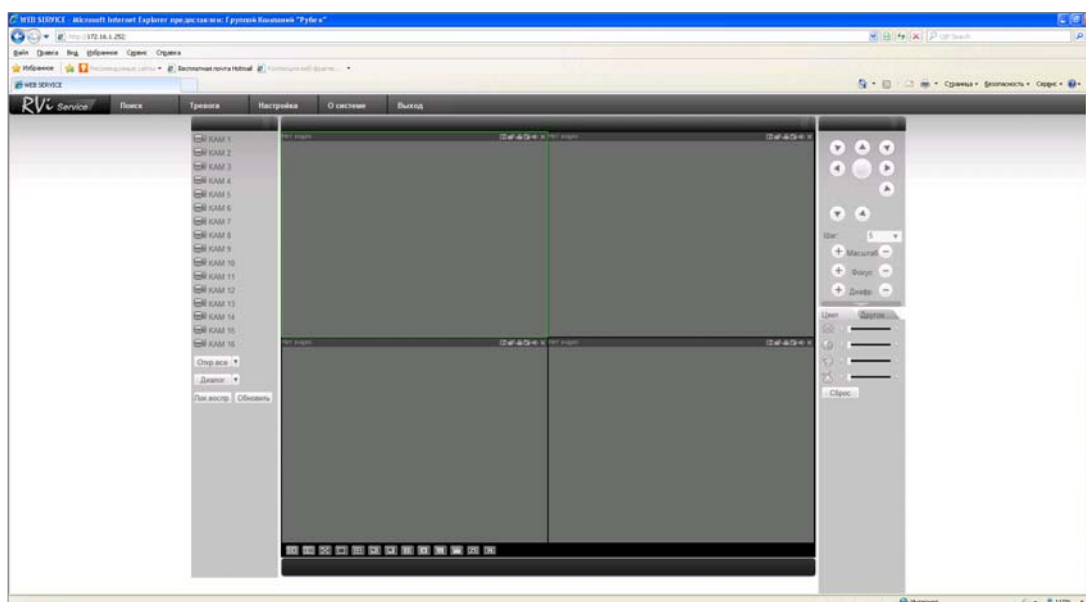 WEB SERVICE - Microsoft Internet Explorer предоставлен: Группой Компаний "Рубеж"
http://172.16.1.252/
Файл Правка Вид Избранное Сервис Справка
Избранное Бесплатная почта Hotmail
WEB SERVICE Страница Безопасность Сервис
RVi Service Поиск Тревога Настройка О системе Выход
КАМ 1
КАМ 2
КАМ 3
КАМ 4
КАМ 5
КАМ 6
КАМ 7
КАМ 8
КАМ 9
КАМ 10
КАМ 11
КАМ 12
КАМ 13
КАМ 14
КАМ 15
КАМ 16
Откр.все
Диалог
Лок.воспр. Обновить
Нет видео Нет видео
Нет видео Нет видео
Шаг: 5
Масштаб
Фокус
Диафр.
Цвет Другое
Сброс
Интернет